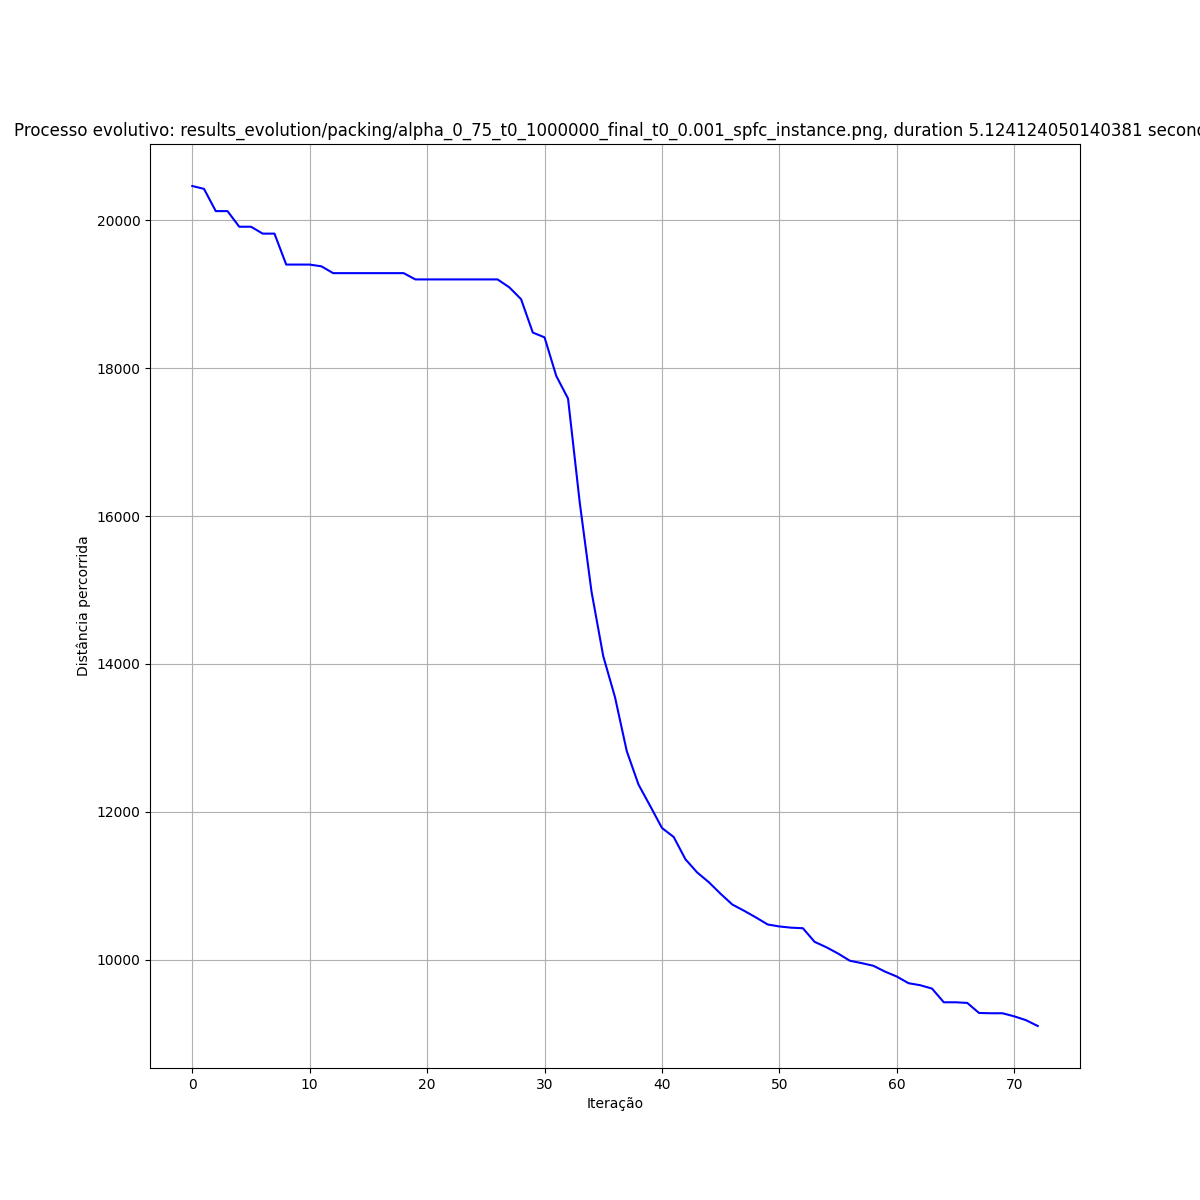 Processo evolutivo: results_evolution/packing/alpha_0_75_t0_1000000_final_t0_0.001_spfc_instance.png, duration 5.124124050140381
20000
18000
16000
14000
12000
10000
Distância percorrida
0 10 20 30 40 50 60 70
Iteração